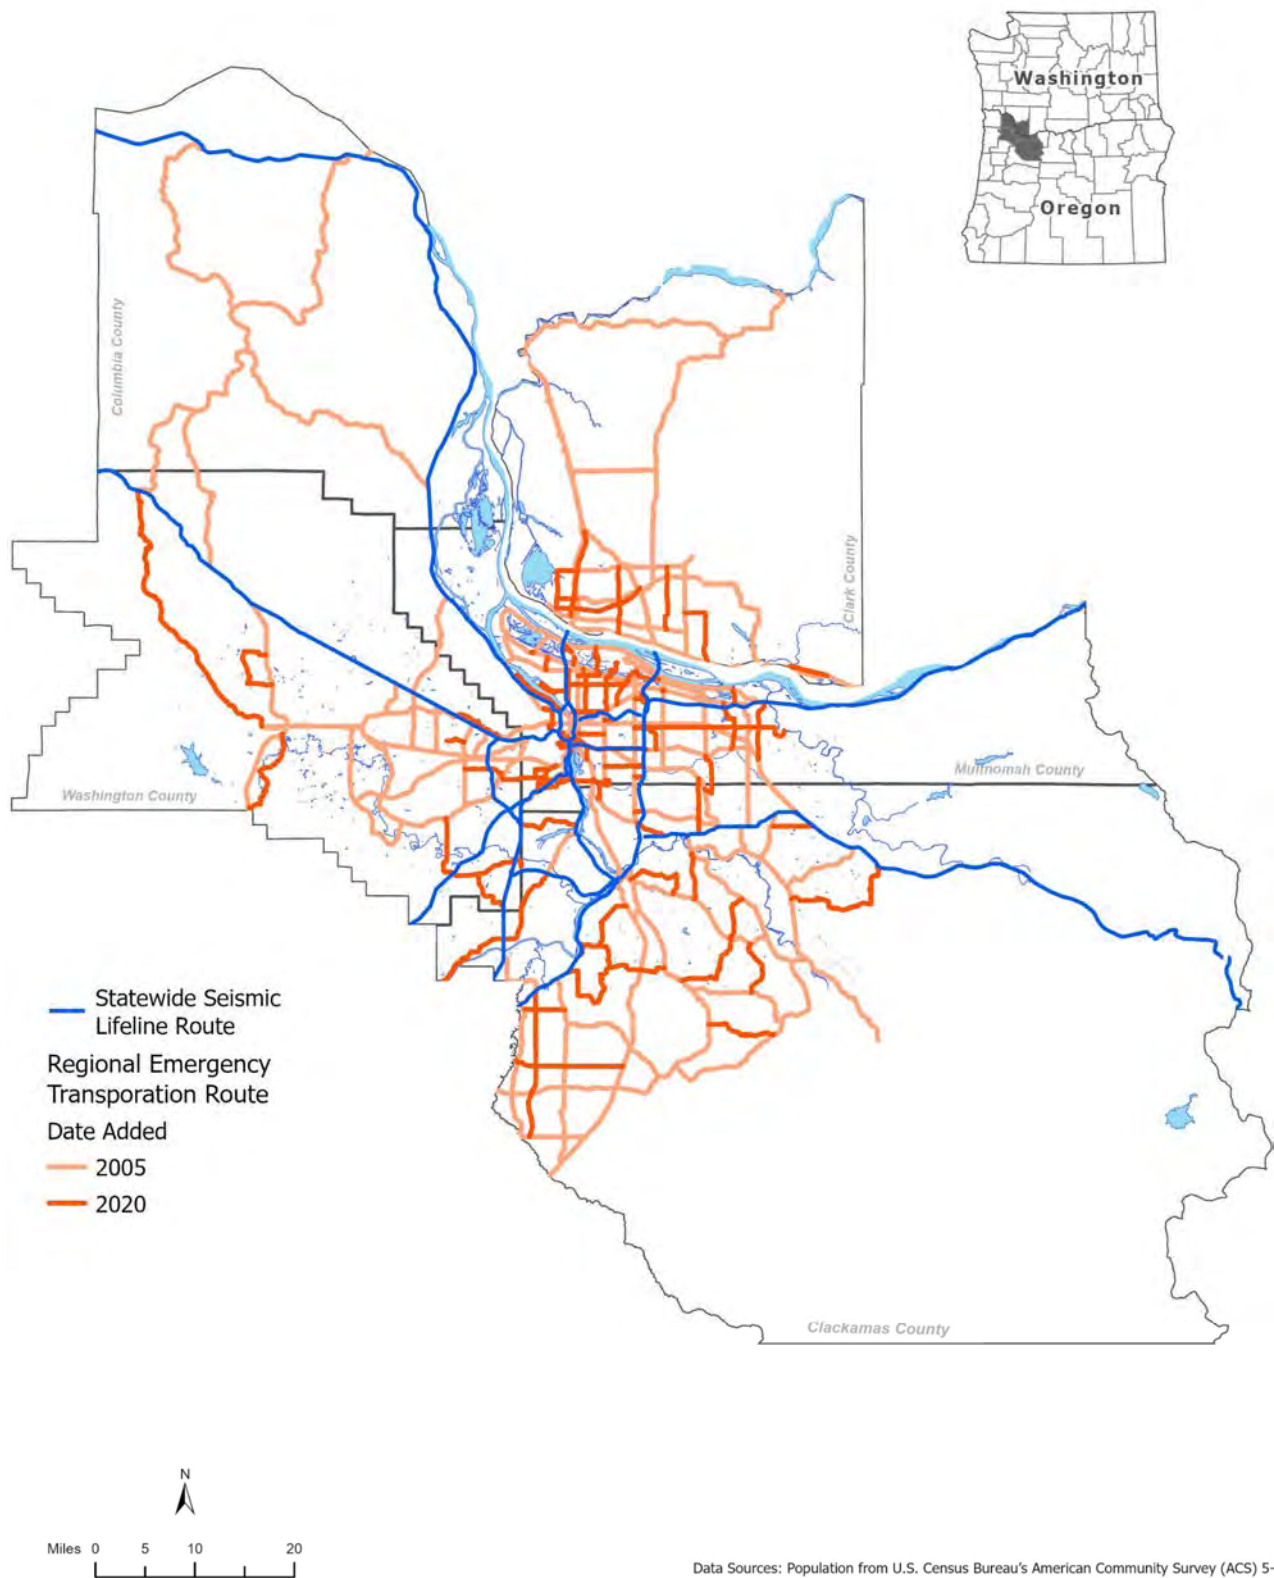 Washington
Oregon
Columbia County
Clark County
Multnomah County
Washington County
Statewide Seismic
Lifeline Route
Regional Emergency
Transporation Route
Date Added
2005
2020
Clackamas County
N
Miles 0 5 10 20
Data Sources: Population from U.S. Census Bureau's American Community Survey (ACS) 5-